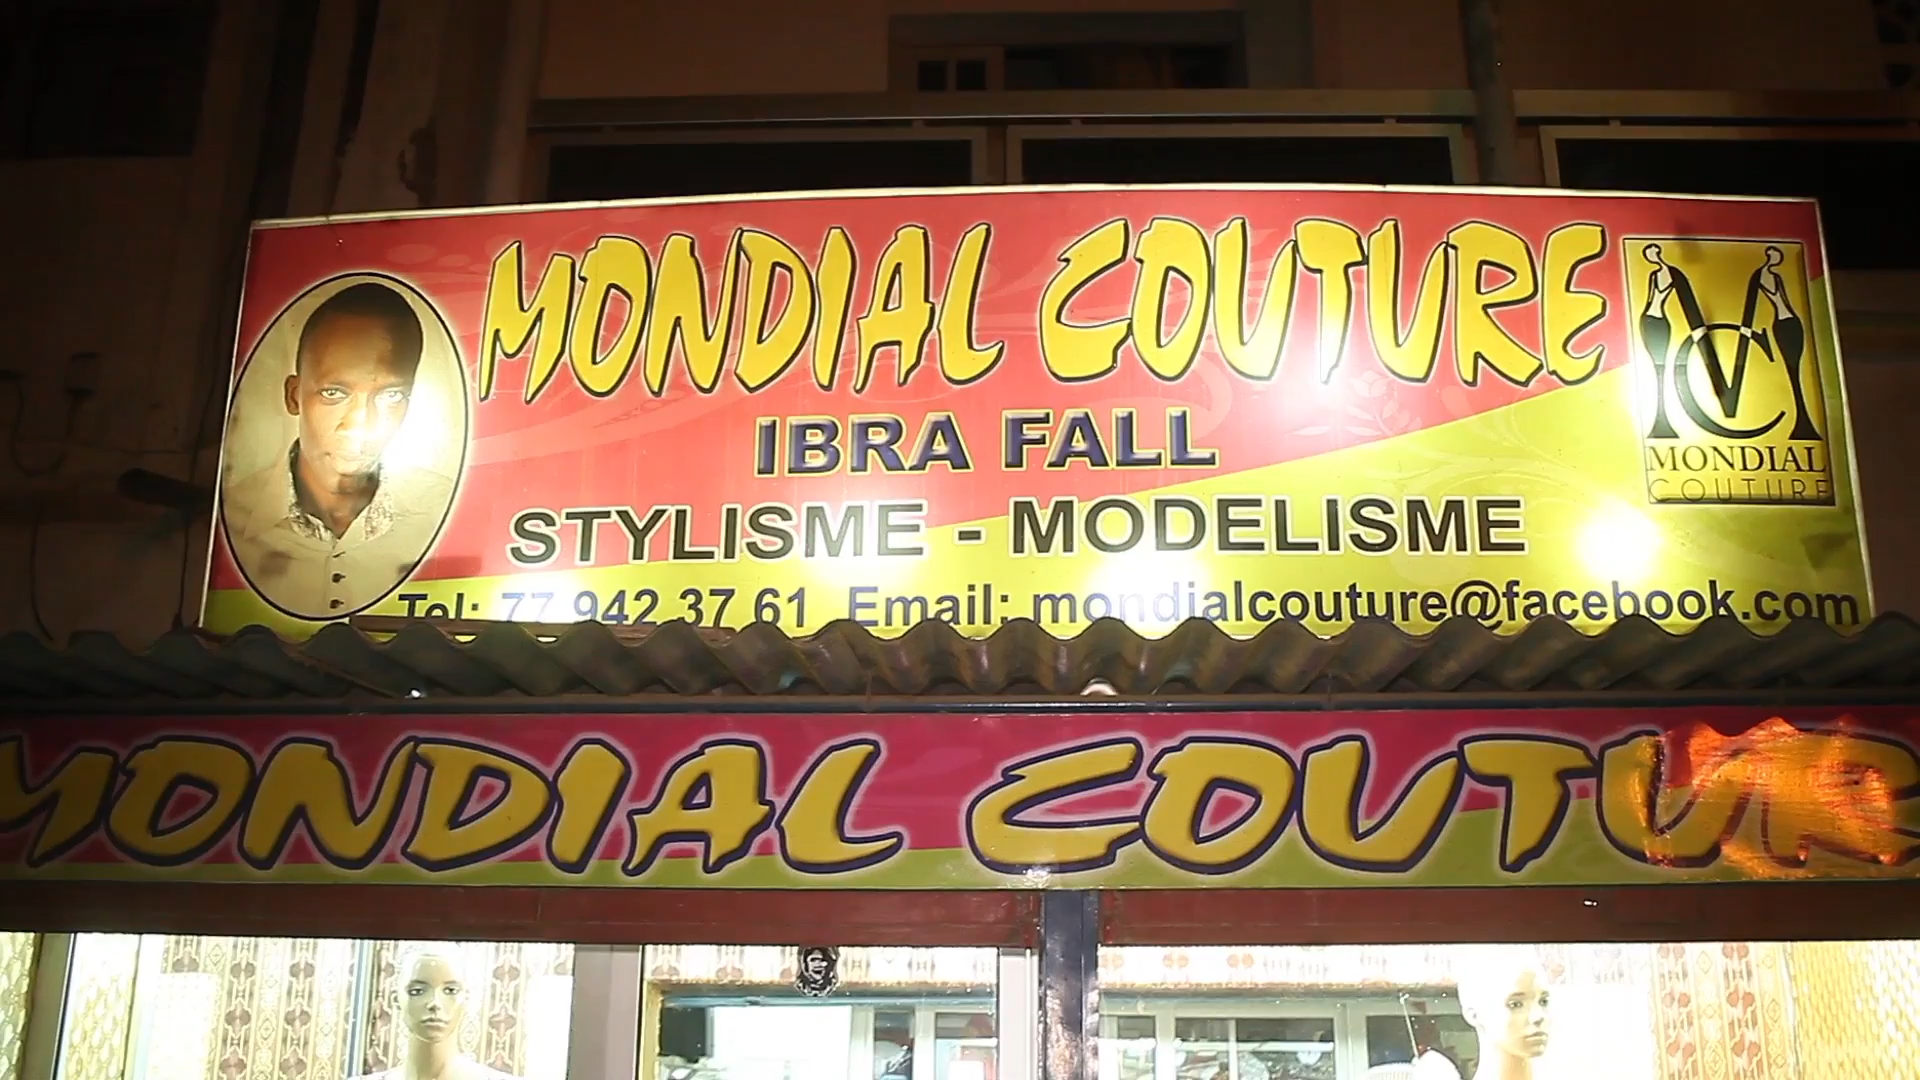 MONDIAL COUTURE
IBRA FALL
STYLISME - MODELISME
Tel: 77 942 37 61 Email: mondialcouture@facebook.com
MC
MONDIAL
COUTURE
MONDIAL COUTURE